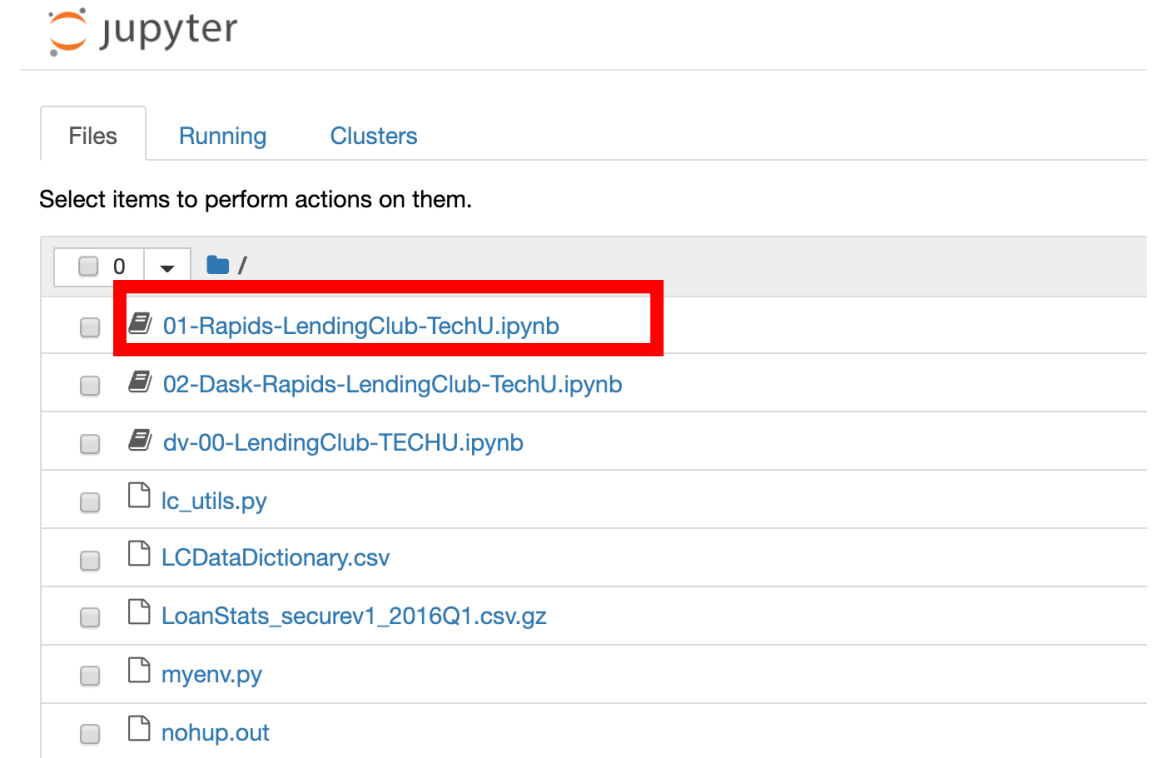 jupyter
Files Running Clusters
Select items to perform actions on them.
0 /
01-Rapids-LendingClub-TechU.ipynb
02-Dask-Rapids-LendingClub-TechU.ipynb
dv-00-LendingClub-TECHU.ipynb
lc_utils.py
LCDataDictionary.csv
LoanStats_securev1_2016Q1.csv.gz
myenv.py
nohup.out